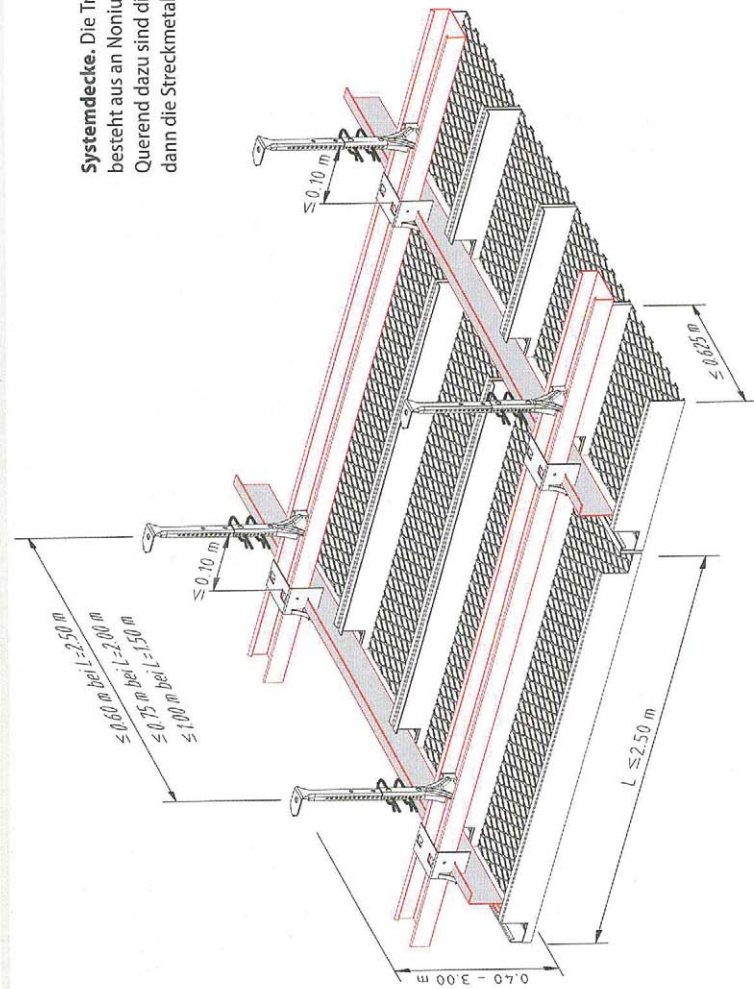 Systemdecke. Die Tr
besteht aus an Noniu
Querend dazu sind di
dann die Streckmetal
≤ 0.60 m bei L=2.50 m
≤ 0.75 m bei L=2.00 m
≤ 1.00 m bei L=1.50 m
≤ 0.10 m
≤ 0.10 m
≤ 0.625 m
L ≤ 2.50 m
0.40 - 3.00 m